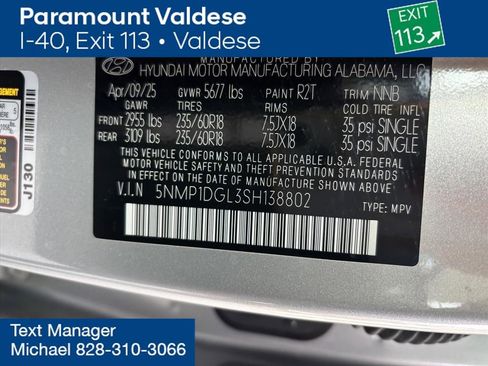 Paramount Valdese
I-40, Exit 113 • Valdese
EXIT
113
MANUFACTURED BY
HYUNDAI MOTOR MANUFACTURING ALABAMA, LLC
Apr/09/25 GVWR 5677 lbs PAINT R2T TRIM NNB
GAWR TIRES RIMS COLD TIRE INFL
FRONT 2955 lbs 235/60R18 7.5JX18 35 psi SINGLE
REAR 3109 lbs 235/60R18 7.5JX18 35 psi SINGLE
THIS VEHICLE CONFORMS TO ALL APPLICABLE U.S.A. FEDERAL
MOTOR VEHICLE SAFETY, BUMPER, AND THEFT PREVENTION STANDARDS
IN EFFECT ON THE DATE OF MANUFACTURE SHOWN ABOVE.
V.I.N 5NMP1DGL3SH138802
TYPE: MPV
J130
Text Manager
Michael 828-310-3066